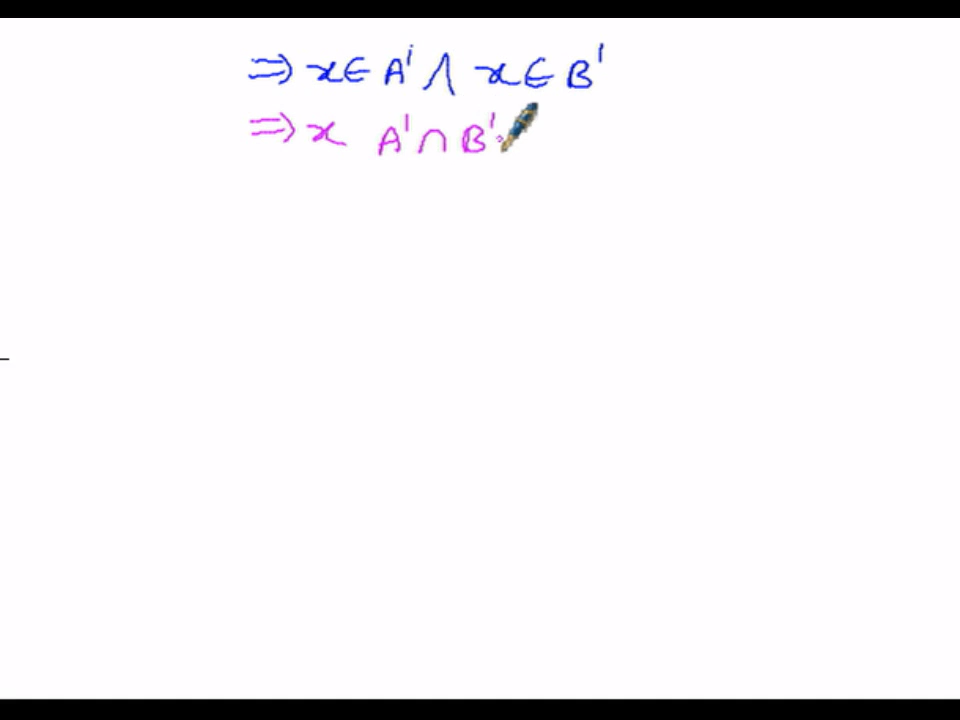 ⇒ x ∈ A' ∧ x ∈ B'
⇒ x A' ∩ B'